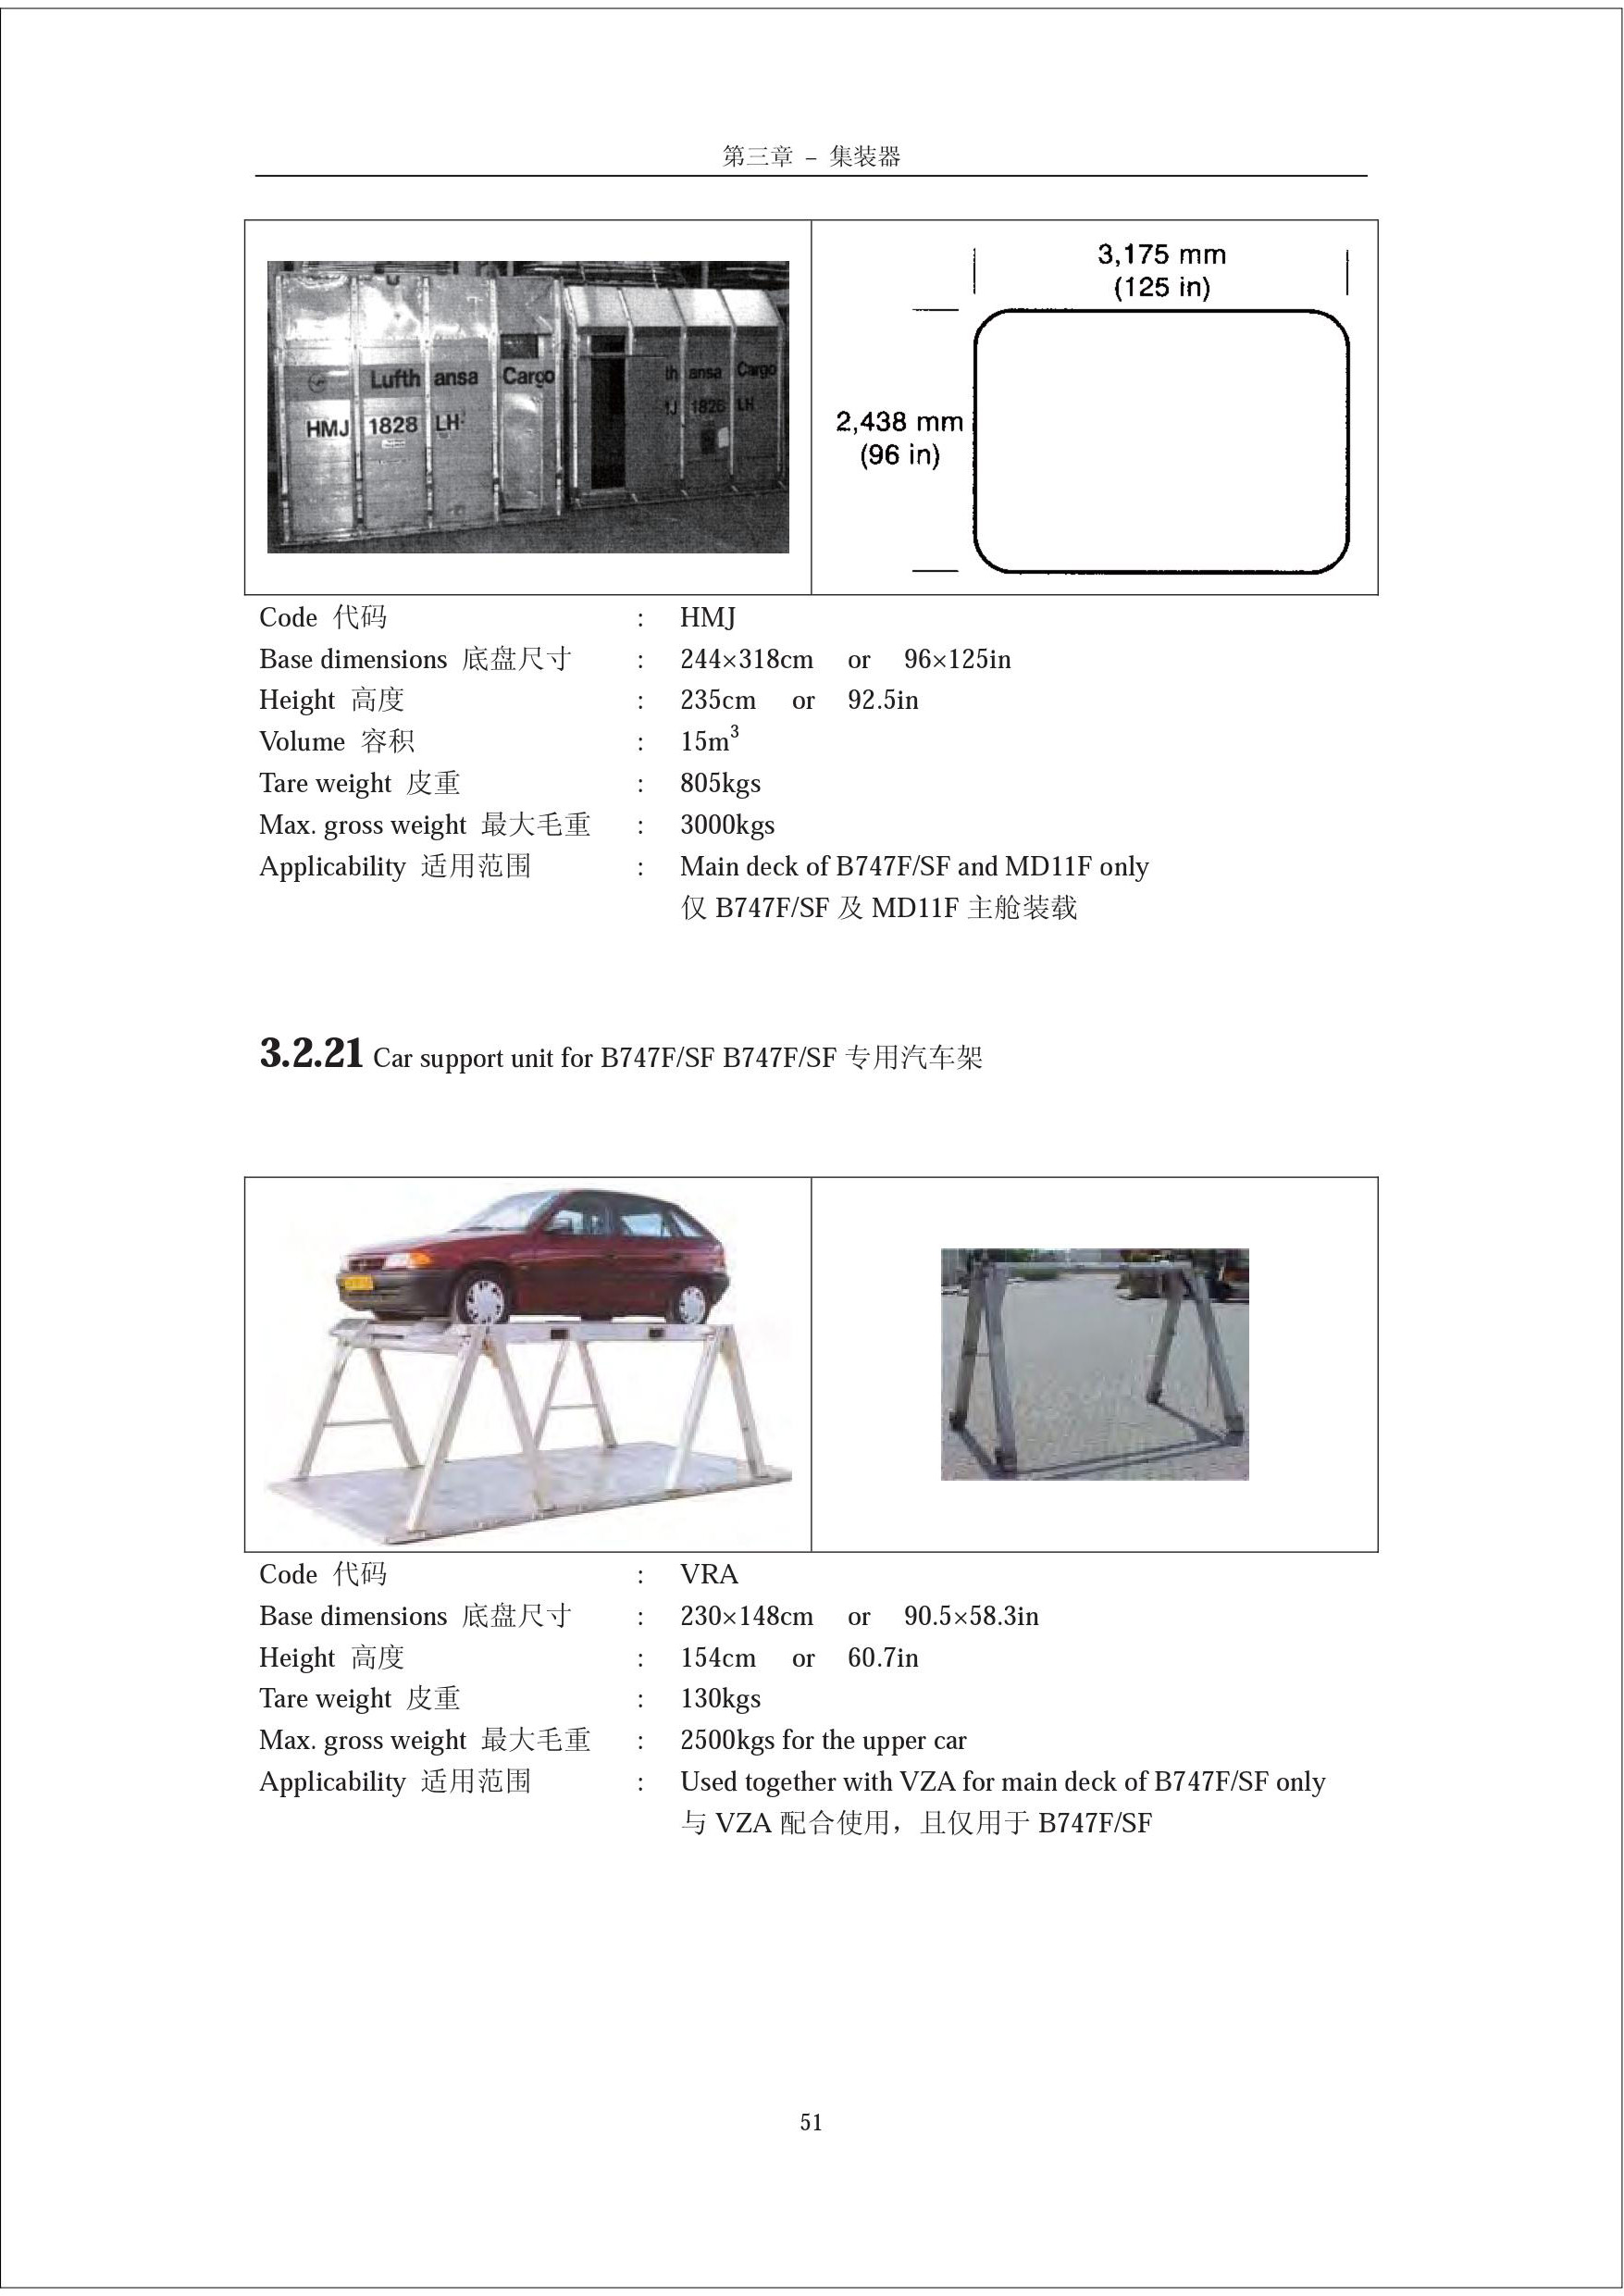 第三章 – 集装器
Lufthansa Cargo
HMJ 1828 LH
th ansa Cargo
1J 1826 LH
3,175 mm
(125 in)
2,438 mm
(96 in)
Code 代码 : HMJ
Base dimensions 底盘尺寸 : 244×318cm or 96×125in
Height 高度 : 235cm or 92.5in
Volume 容积 : 15m³
Tare weight 皮重 : 805kgs
Max. gross weight 最大毛重 : 3000kgs
Applicability 适用范围 : Main deck of B747F/SF and MD11F only
仅 B747F/SF 及 MD11F 主舱装载
3.2.21 Car support unit for B747F/SF B747F/SF 专用汽车架
Code 代码 : VRA
Base dimensions 底盘尺寸 : 230×148cm or 90.5×58.3in
Height 高度 : 154cm or 60.7in
Tare weight 皮重 : 130kgs
Max. gross weight 最大毛重 : 2500kgs for the upper car
Applicability 适用范围 : Used together with VZA for main deck of B747F/SF only
与 VZA 配合使用，且仅用于 B747F/SF
51